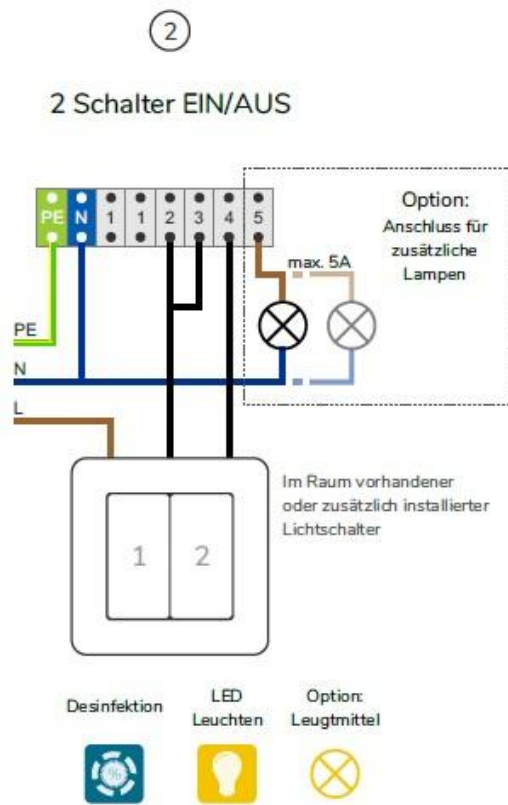 2
2 Schalter EIN/AUS
PE N 1 1 2 3 4 5
Option:
Anschluss für
zusätzliche
Lampen
max. 5A
PE
N
L
Im Raum vorhandener
oder zusätzlich installierter
Lichtschalter
1 2
Desinfektion
LED
Leuchten
Option:
Leugtmittel
%